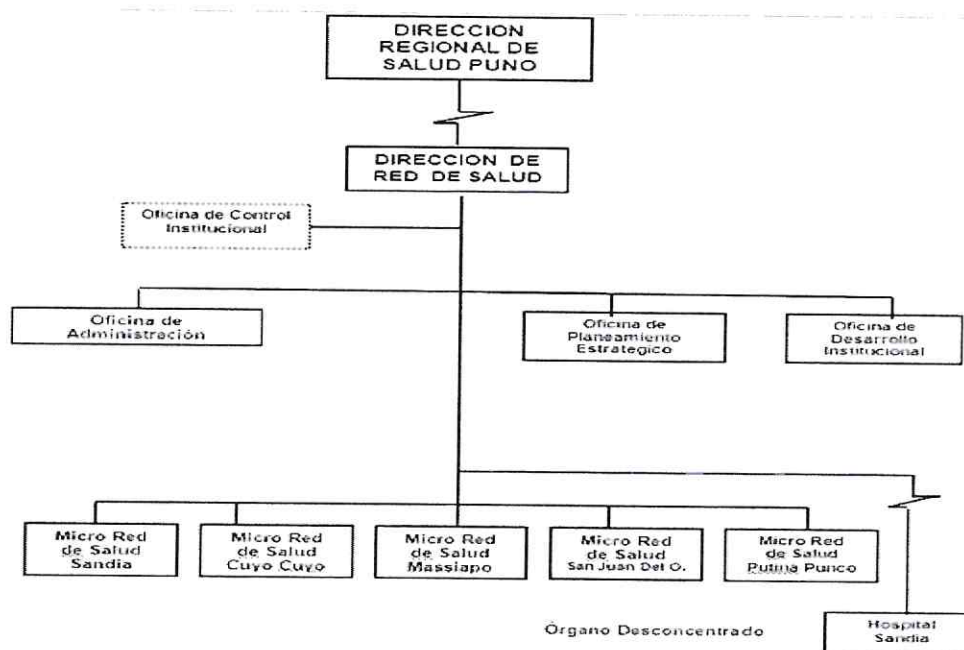 DIRECCION
REGIONAL DE
SALUD PUNO
DIRECCION DE
RED DE SALUD
Oficina de Control
Institucional
Oficina de
Administración
Oficina de
Planeamiento
Estrategico
Oficina de
Desarrollo
Institucional
Micro Red
de Salud
Sandia
Micro Red
de Salud
Cuyo Cuyo
Micro Red
de Salud
Massiapo
Micro Red
de Salud
San Juan Del O.
Micro Red
de Salud
Putina Punco
Órgano Desconcentrado
Hospital
Sandia